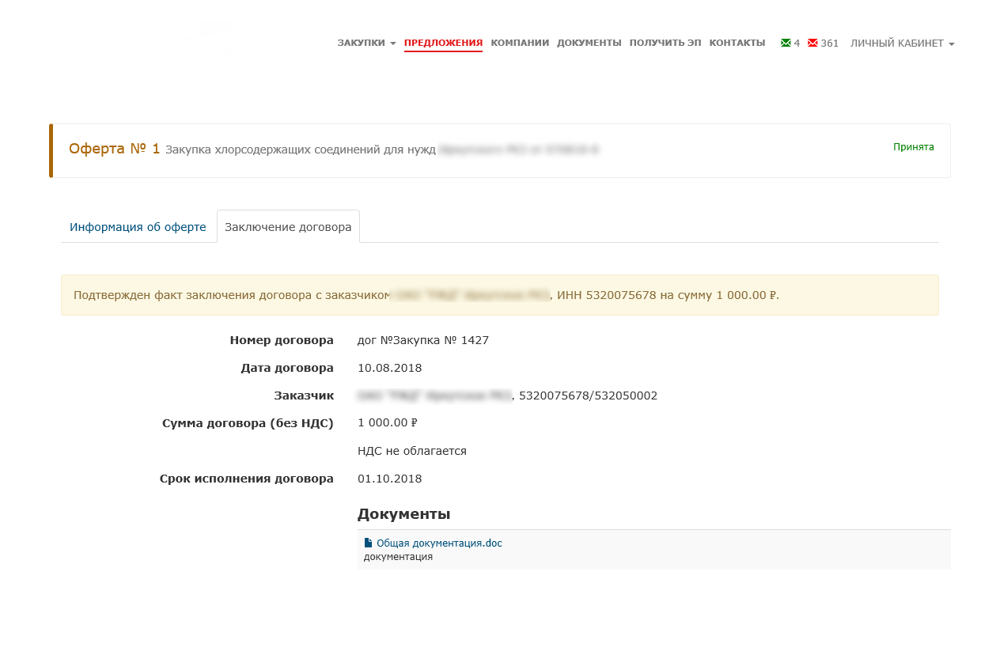 ЗАКУПКИ ПРЕДЛОЖЕНИЯ КОМПАНИИ ДОКУМЕНТЫ ПОЛУЧИТЬ ЭП КОНТАКТЫ 4 361 ЛИЧНЫЙ КАБИНЕТ
Оферта № 1 Закупка хлорсодержащих соединений для нужд
Принята
Информация об оферте Заключение договора
Подтвержден факт заключения договора с заказчиком , ИНН 5320075678 на сумму 1 000.00 ₽.
Номер договора дог №Закупка № 1427
Дата договора 10.08.2018
Заказчик , 5320075678/532050002
Сумма договора (без НДС) 1 000.00 ₽
НДС не облагается
Срок исполнения договора 01.10.2018
Документы
Общая документация.doc
документация